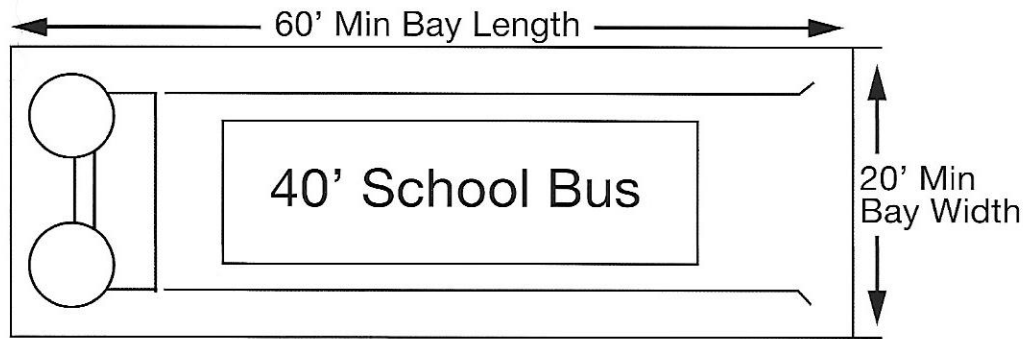 60’ Min Bay Length
40’ School Bus
20’ Min
Bay Width